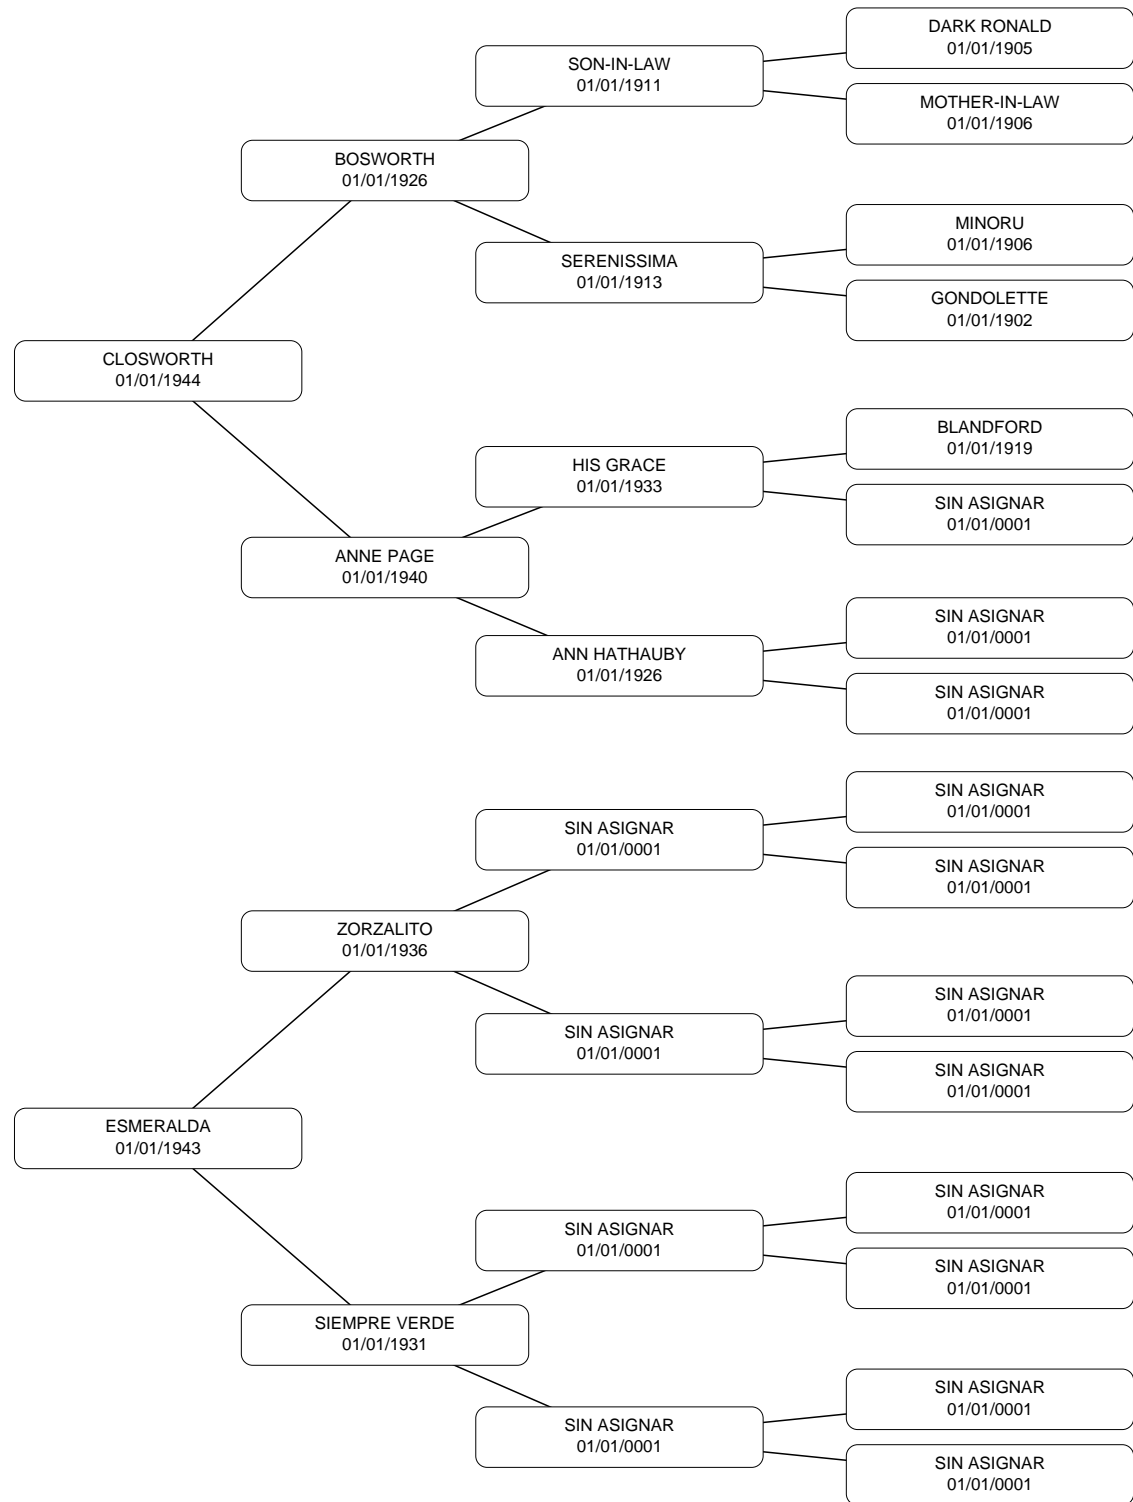 DARK RONALD
01/01/1905
SON-IN-LAW
01/01/1911
MOTHER-IN-LAW
01/01/1906
BOSWORTH
01/01/1926
MINORU
01/01/1906
SERENISSIMA
01/01/1913
GONDOLETTE
01/01/1902
CLOSWORTH
01/01/1944
BLANDFORD
01/01/1919
HIS GRACE
01/01/1933
SIN ASIGNAR
01/01/0001
ANNE PAGE
01/01/1940
SIN ASIGNAR
01/01/0001
ANN HATHAUBY
01/01/1926
SIN ASIGNAR
01/01/0001
SIN ASIGNAR
01/01/0001
SIN ASIGNAR
01/01/0001
SIN ASIGNAR
01/01/0001
ZORZALITO
01/01/1936
SIN ASIGNAR
01/01/0001
SIN ASIGNAR
01/01/0001
SIN ASIGNAR
01/01/0001
ESMERALDA
01/01/1943
SIN ASIGNAR
01/01/0001
SIN ASIGNAR
01/01/0001
SIN ASIGNAR
01/01/0001
SIEMPRE VERDE
01/01/1931
SIN ASIGNAR
01/01/0001
SIN ASIGNAR
01/01/0001
SIN ASIGNAR
01/01/0001